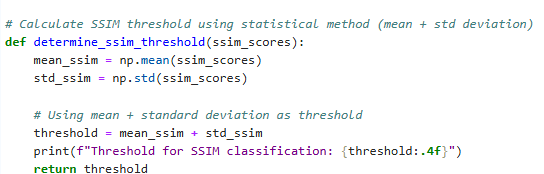 # Calculate SSIM threshold using statistical method (mean + std deviation)
def determine_ssim_threshold(ssim_scores):
    mean_ssim = np.mean(ssim_scores)
    std_ssim = np.std(ssim_scores)

    # Using mean + standard deviation as threshold
    threshold = mean_ssim + std_ssim
    print(f"Threshold for SSIM classification: {threshold:.4f}")
    return threshold